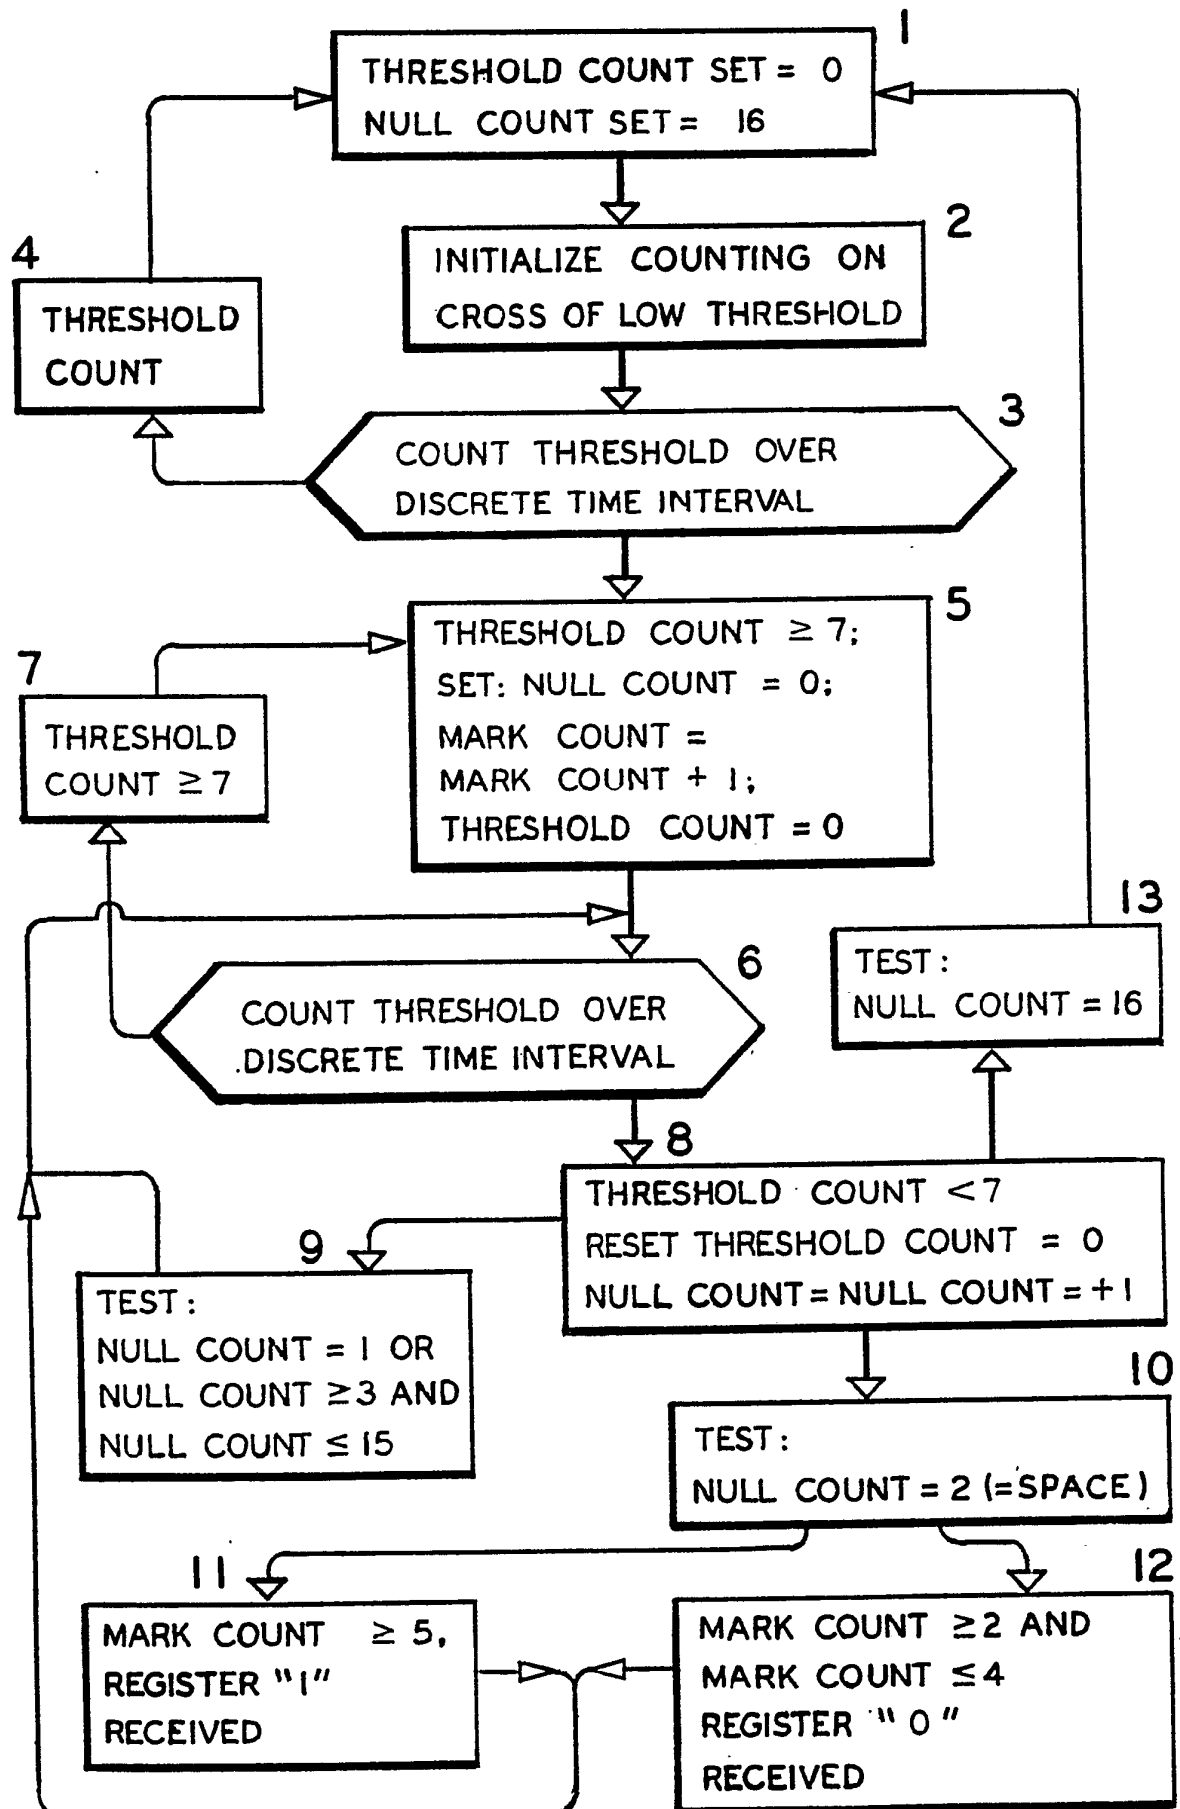 1
THRESHOLD COUNT SET = 0
NULL COUNT SET = 16
2
INITIALIZE COUNTING ON
CROSS OF LOW THRESHOLD
4
THRESHOLD
COUNT
3
COUNT THRESHOLD OVER
DISCRETE TIME INTERVAL
5
THRESHOLD COUNT ≥ 7;
SET: NULL COUNT = 0;
MARK COUNT =
MARK COUNT + 1;
THRESHOLD COUNT = 0
7
THRESHOLD
COUNT ≥ 7
6
COUNT THRESHOLD OVER
DISCRETE TIME INTERVAL
13
TEST:
NULL COUNT = 16
8
THRESHOLD COUNT < 7
RESET THRESHOLD COUNT = 0
NULL COUNT = NULL COUNT = + 1
9
TEST:
NULL COUNT = 1 OR
NULL COUNT ≥ 3 AND
NULL COUNT ≤ 15
10
TEST:
NULL COUNT = 2 (= SPACE)
11
MARK COUNT ≥ 5,
REGISTER "1"
RECEIVED
12
MARK COUNT ≥ 2 AND
MARK COUNT ≤ 4
REGISTER "0"
RECEIVED